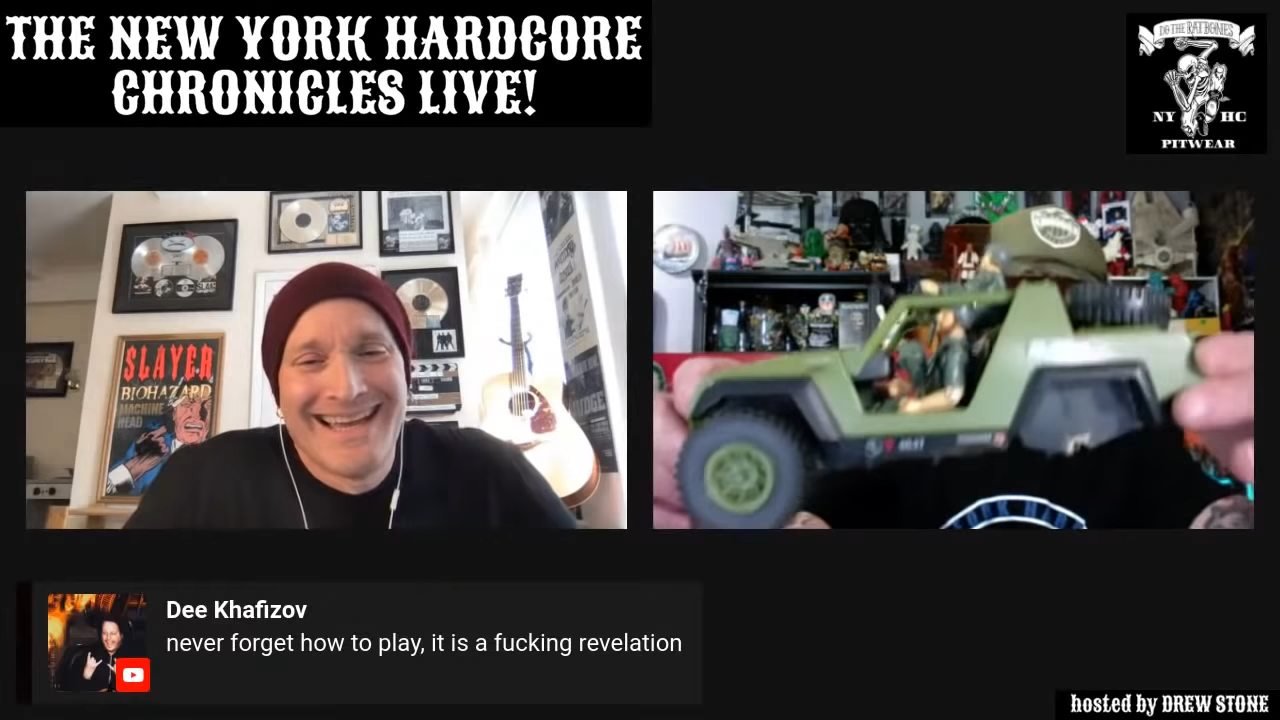 THE NEW YORK HARDCORE
CHRONICLES LIVE!
DO THE RATBONES
NY HC
PITWEAR
SLAYER
BIOHAZARD
MACHINE
HEAD
Dee Khafizov
never forget how to play, it is a fucking revelation
hosted by DREW STONE